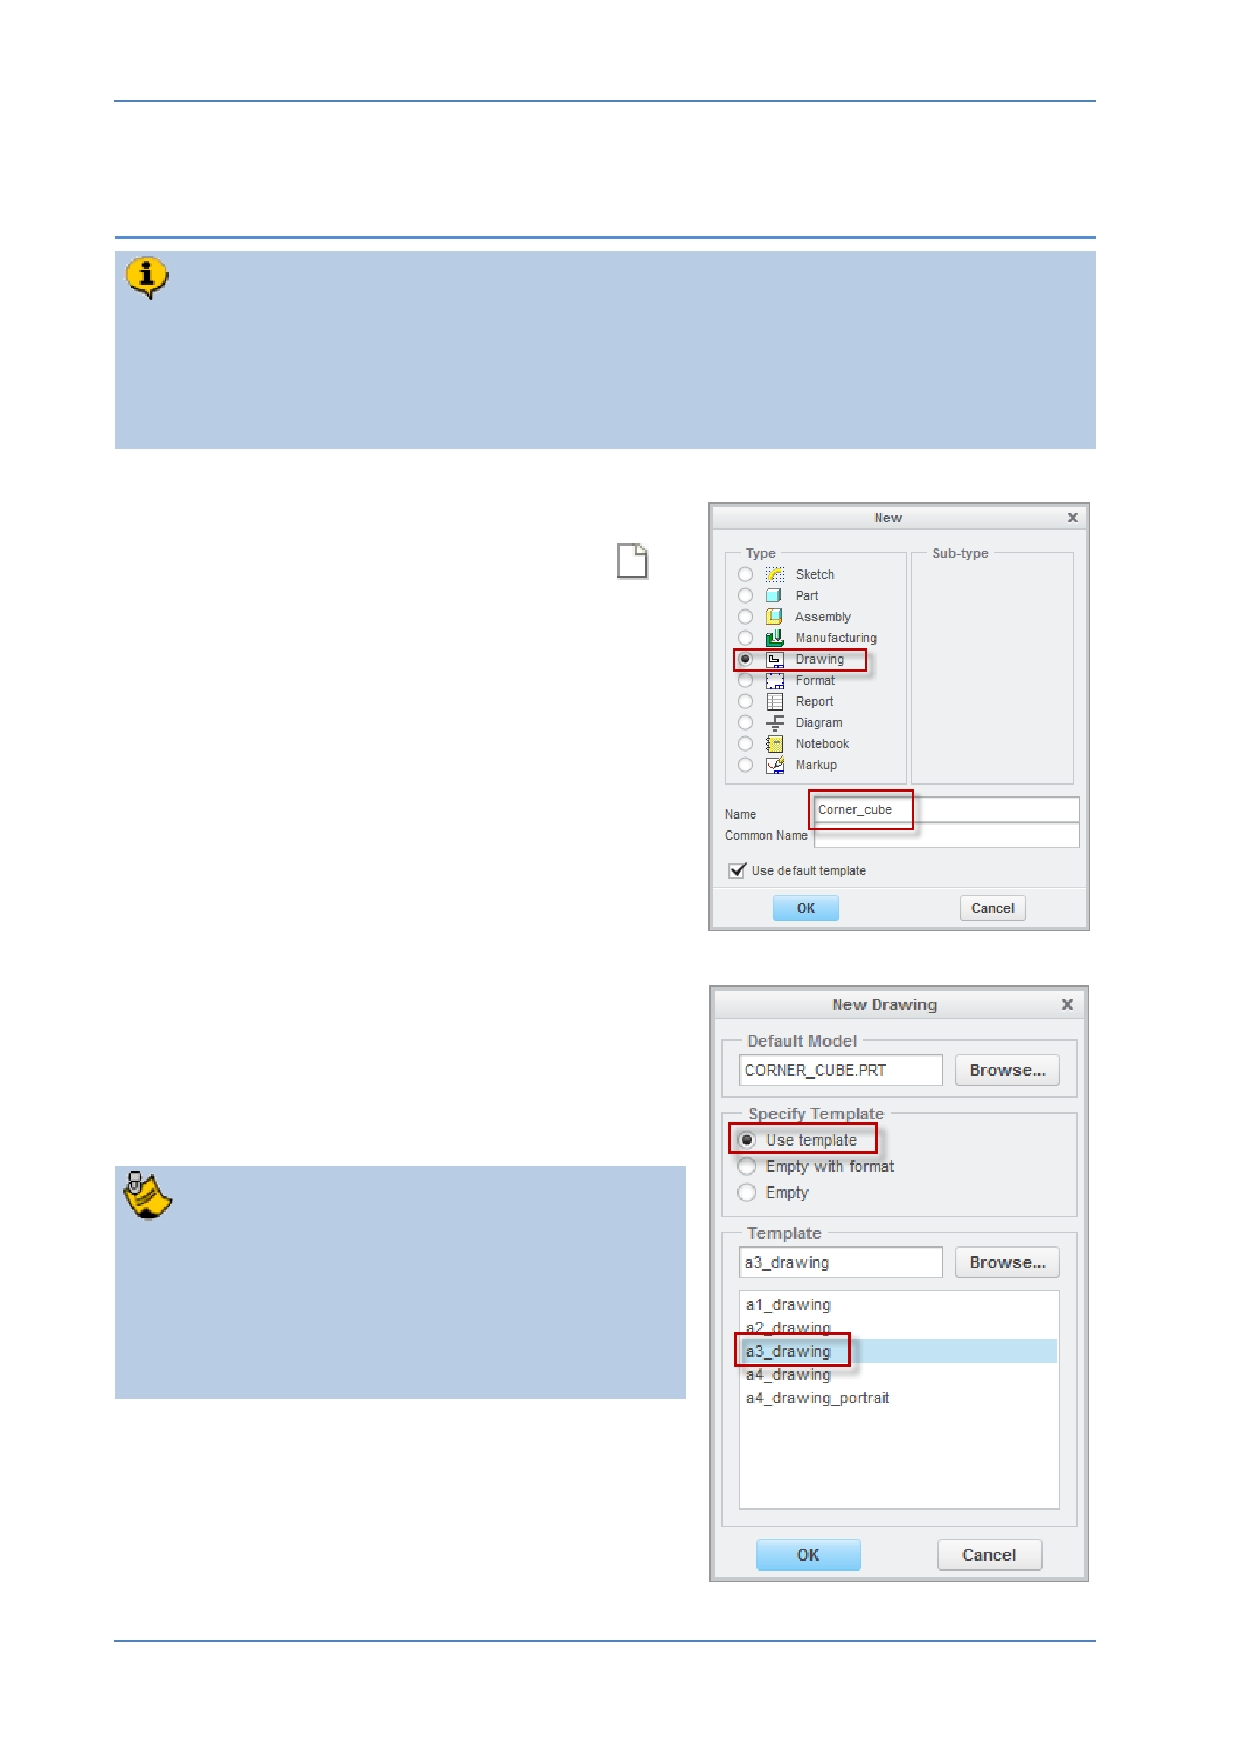 New
Type
Sub-type
Sketch
Part
Assembly
Manufacturing
Drawing
Format
Report
Diagram
Notebook
Markup
Name
Corner_cube
Common Name
Use default template
OK
Cancel
New Drawing
Default Model
CORNER_CUBE.PRT
Browse...
Specify Template
Use template
Empty with format
Empty
Template
a3_drawing
Browse...
a1_drawing
a2_drawing
a3_drawing
a4_drawing
a4_drawing_portrait
OK
Cancel